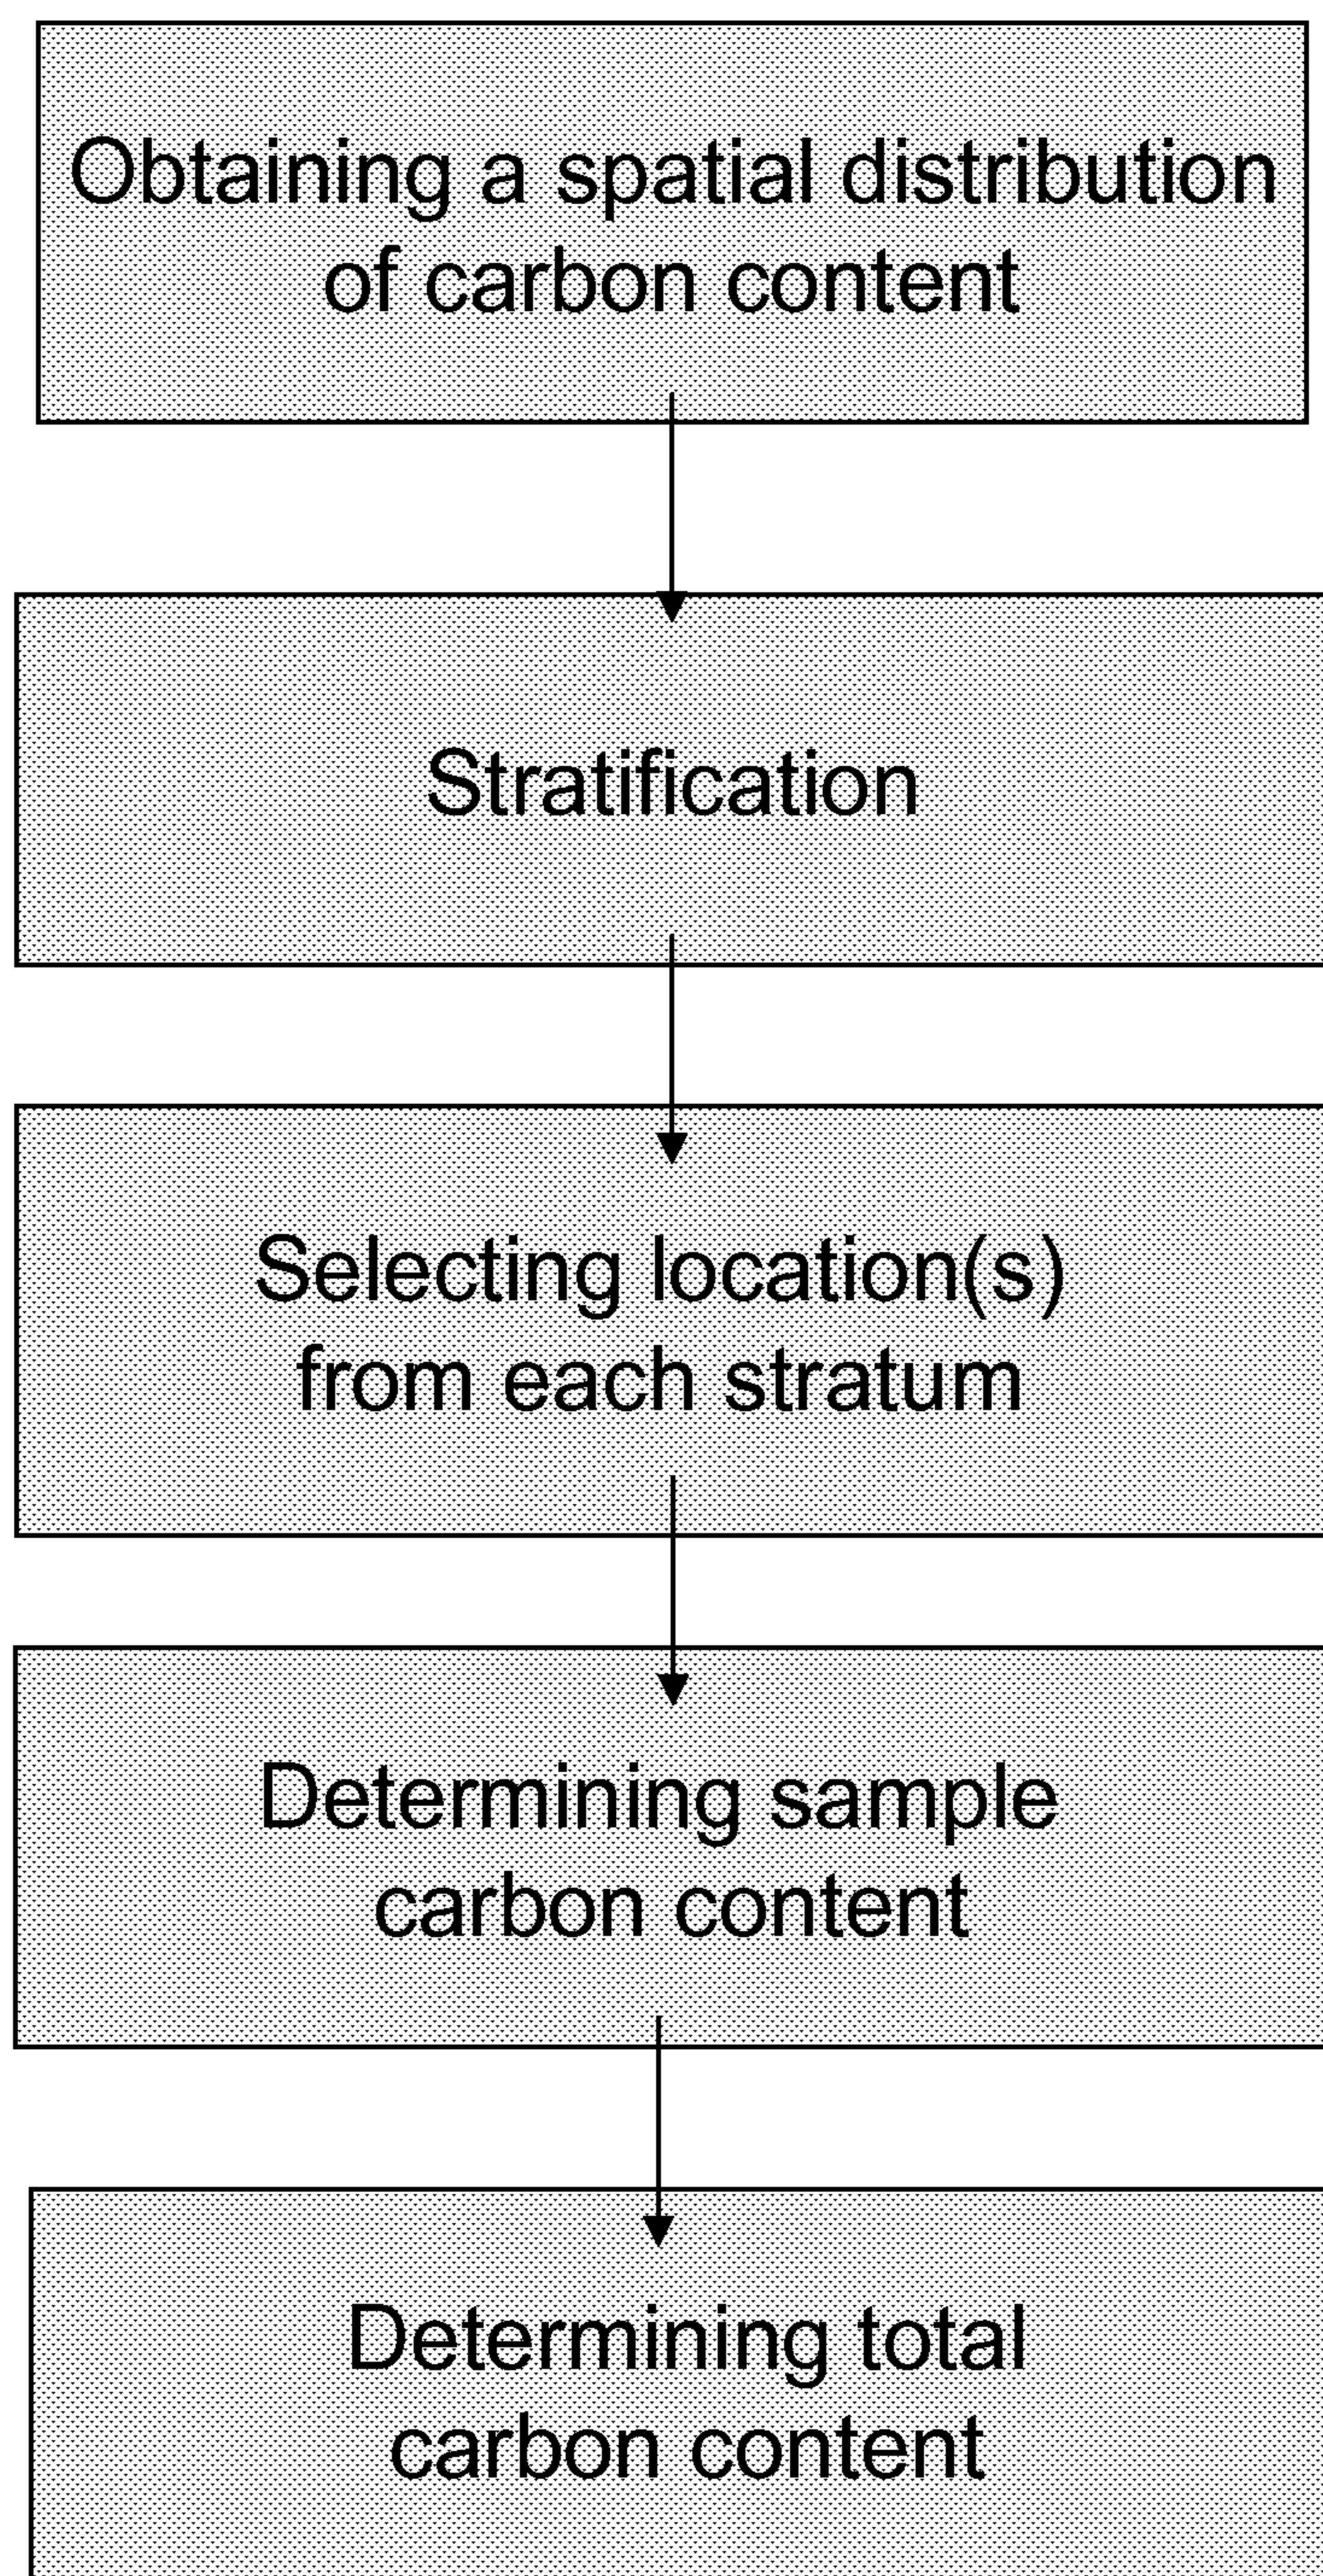 Obtaining a spatial distribution
of carbon content
Stratification
Selecting location(s)
from each stratum
Determining sample
carbon content
Determining total
carbon content